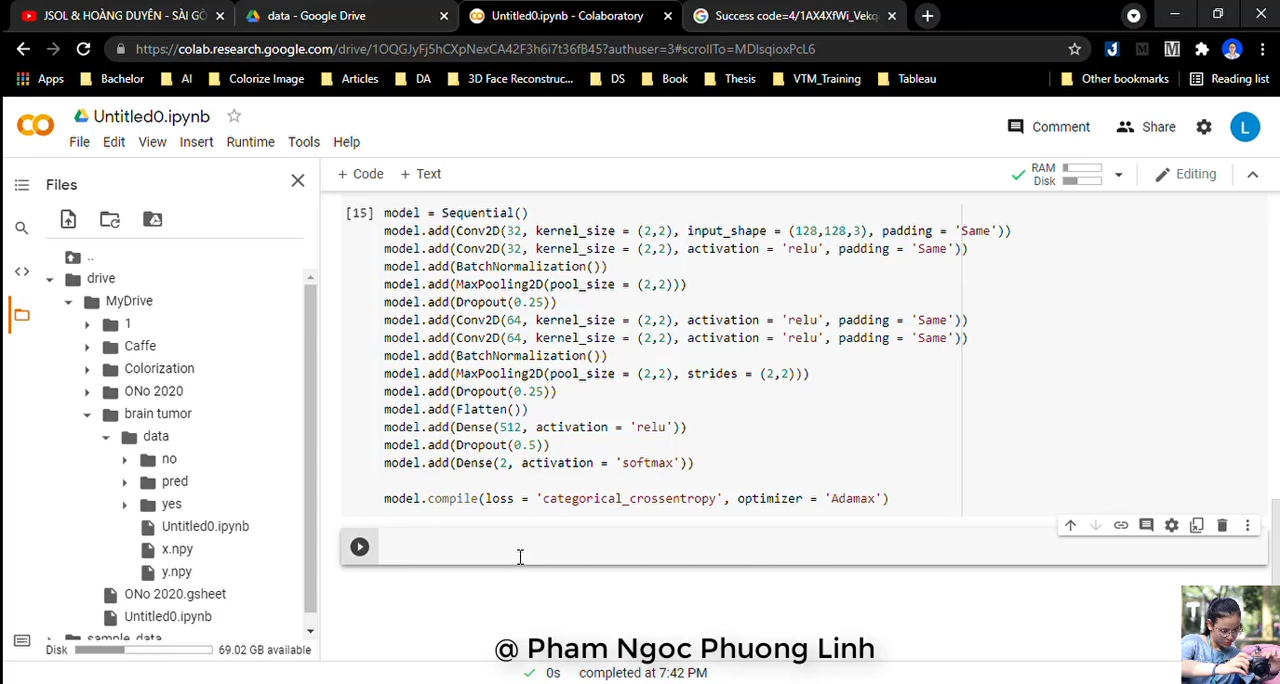 JSOL & HOÀNG DUYÊN - SÀI GÒ
data - Google Drive
Untitled0.ipynb - Colaboratory
Success code=4/1AX4XfWi_Vekq
https://colab.research.google.com/drive/1OQGJyFj5hCXpNexCA42F3h6i7t36fB45?authuser=3#scrollTo=MDlsqioxPcL6
Apps Bachelor AI Colorize Image Articles DA 3D Face Reconstruc... DS Book Thesis VTM_Training Tableau Other bookmarks Reading list
Untitled0.ipynb
File Edit View Insert Runtime Tools Help
Comment Share L
+ Code + Text
RAM
Disk
Editing
Files
..
drive
MyDrive
1
Caffe
Colorization
ONo 2020
brain tumor
data
no
pred
yes
Untitled0.ipynb
x.npy
y.npy
ONo 2020.gsheet
Untitled0.ipynb
sample_data
Disk 69.02 GB available
[15] model = Sequential()
model.add(Conv2D(32, kernel_size = (2,2), input_shape = (128,128,3), padding = 'Same'))
model.add(Conv2D(32, kernel_size = (2,2), activation = 'relu', padding = 'Same'))
model.add(BatchNormalization())
model.add(MaxPooling2D(pool_size = (2,2)))
model.add(Dropout(0.25))
model.add(Conv2D(64, kernel_size = (2,2), activation = 'relu', padding = 'Same'))
model.add(Conv2D(64, kernel_size = (2,2), activation = 'relu', padding = 'Same'))
model.add(BatchNormalization())
model.add(MaxPooling2D(pool_size = (2,2), strides = (2,2)))
model.add(Dropout(0.25))
model.add(Flatten())
model.add(Dense(512, activation = 'relu'))
model.add(Dropout(0.5))
model.add(Dense(2, activation = 'softmax'))
model.compile(loss = 'categorical_crossentropy', optimizer = 'Adamax')
@ Pham Ngoc Phuong Linh
0s completed at 7:42 PM